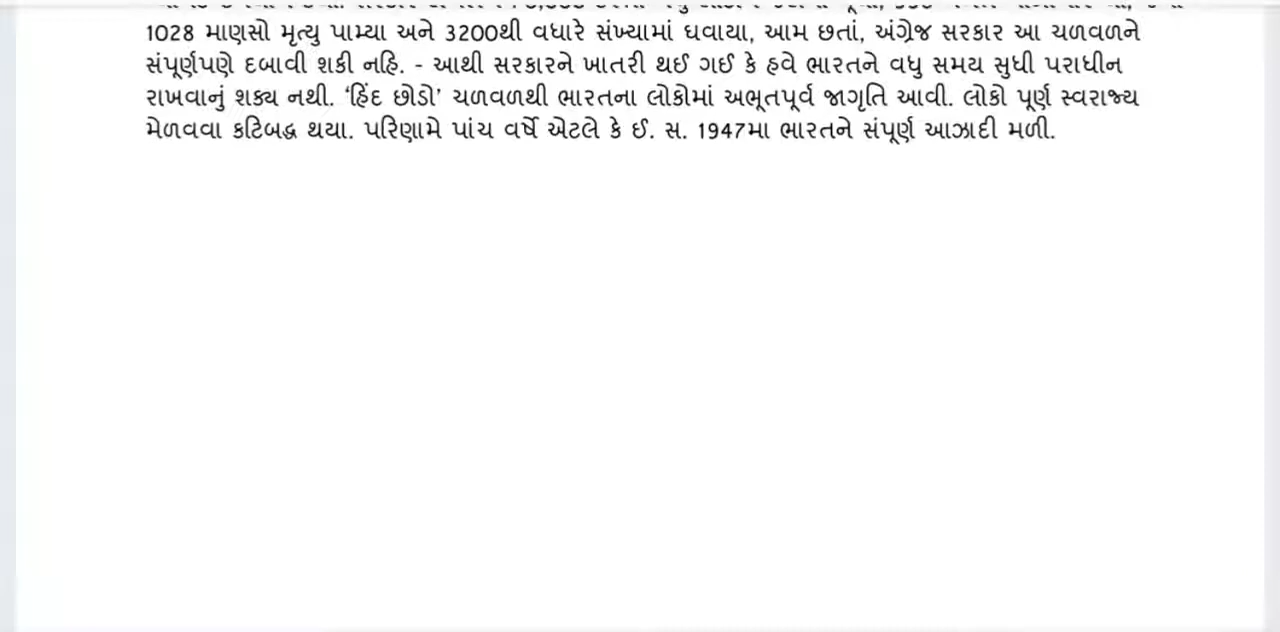 1028 માણસો મૃત્યુ પામ્યા અને 3200થી વધારે સંખ્યામાં ઘવાયા, આમ છતાં, અંગ્રેજ સરકાર આ ચળવળને
સંપૂર્ણપણે દબાવી શકી નહિ. - આથી સરકારને ખાતરી થઈ ગઈ કે હવે ભારતને વધુ સમય સુધી પરાધીન
રાખવાનું શક્ય નથી. ‘હિંદ છોડો’ ચળવળથી ભારતના લોકોમાં અભૂતપૂર્વ જાગૃતિ આવી. લોકો પૂર્ણ સ્વરાજ્ય
મેળવવા કટિબદ્ધ થયા. પરિણામે પાંચ વર્ષે એટલે કે ઈ. સ. 1947મા ભારતને સંપૂર્ણ આઝાદી મળી.